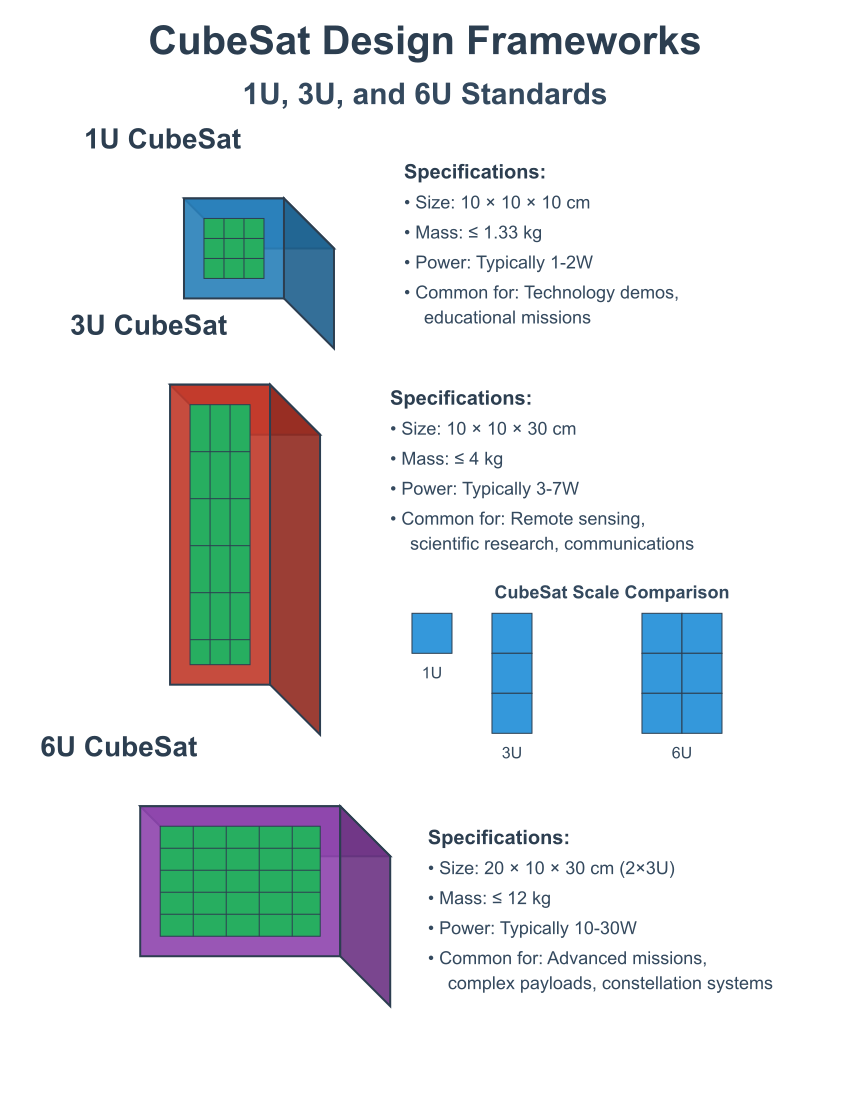 CubeSat Design Frameworks
1U, 3U, and 6U Standards
1U CubeSat
Specifications:
• Size: 10 × 10 × 10 cm
• Mass: ≤ 1.33 kg
• Power: Typically 1-2W
• Common for: Technology demos,
educational missions
3U CubeSat
Specifications:
• Size: 10 × 10 × 30 cm
• Mass: ≤ 4 kg
• Power: Typically 3-7W
• Common for: Remote sensing,
scientific research, communications
CubeSat Scale Comparison
1U
3U
6U
6U CubeSat
Specifications:
• Size: 20 × 10 × 30 cm (2×3U)
• Mass: ≤ 12 kg
• Power: Typically 10-30W
• Common for: Advanced missions,
complex payloads, constellation systems